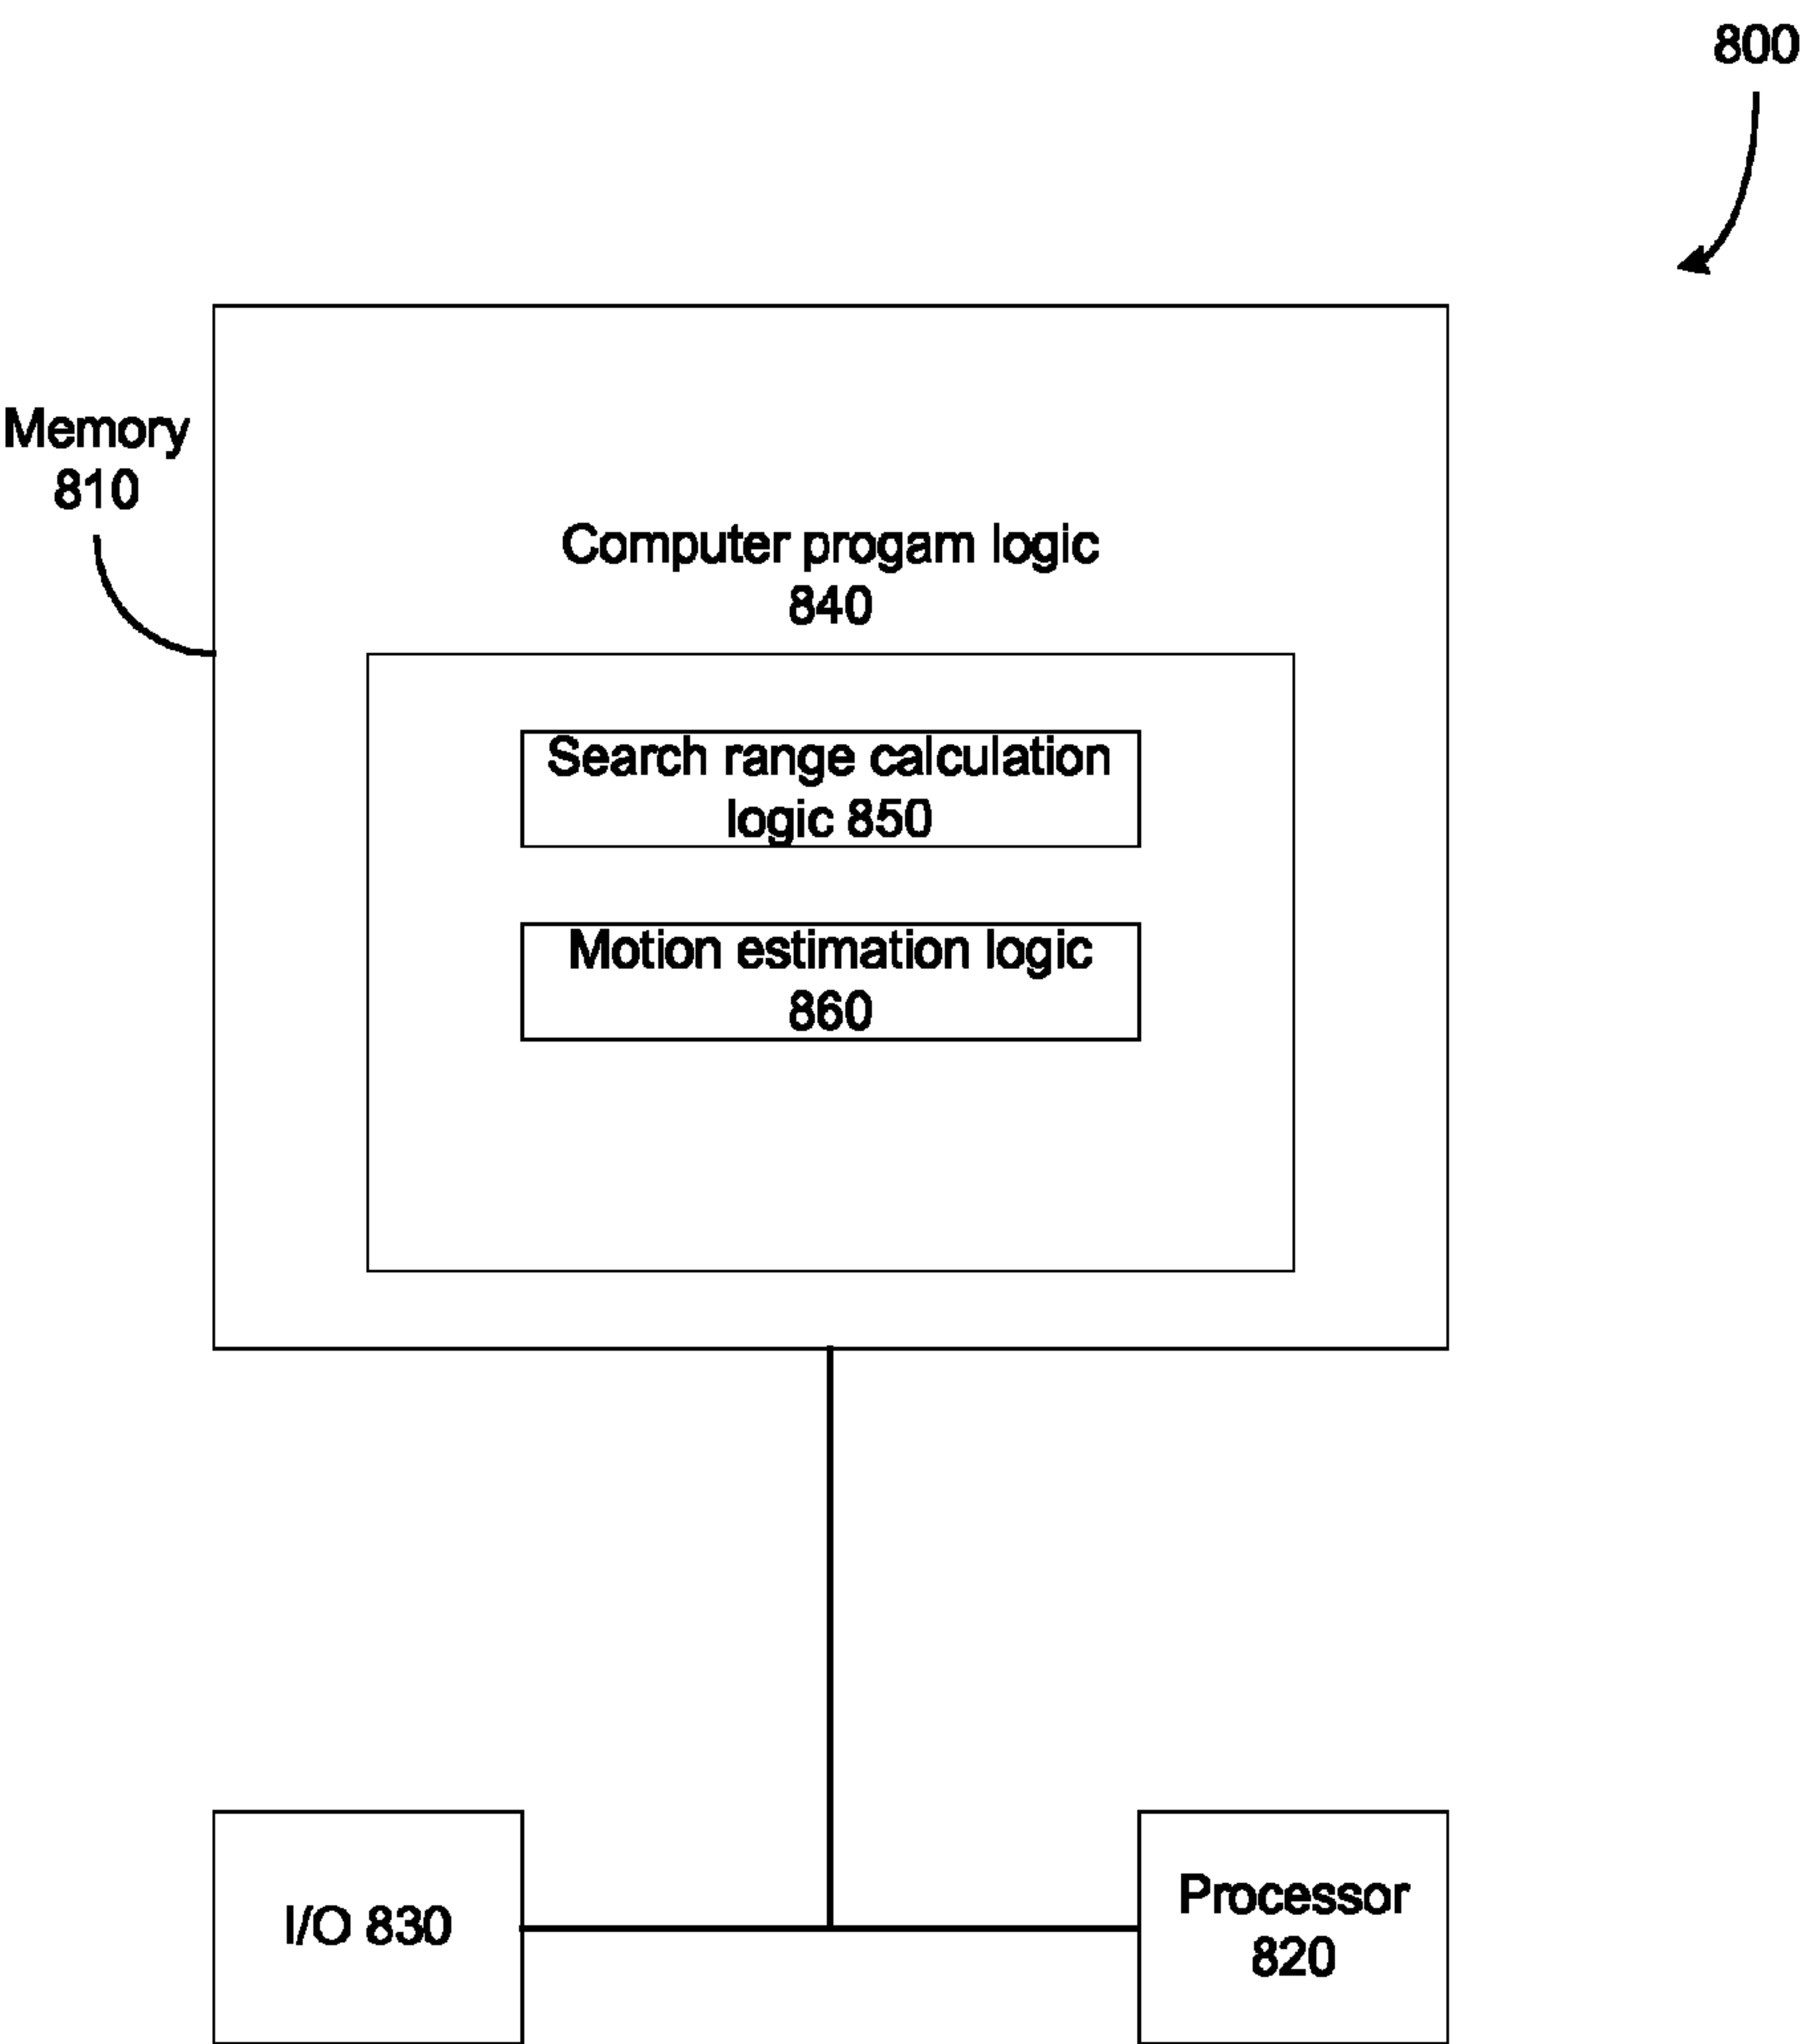 800
Memory
810
Computer progam logic
840
Search range calculation
logic 850
Motion estimation logic
860
I/O 830
Processor
820